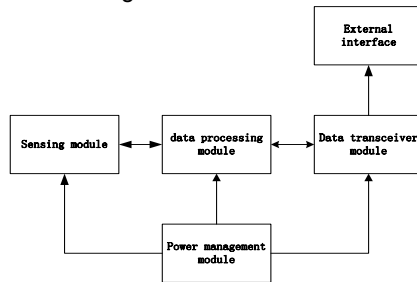 External
interface
Sensing module
data processing
module
Data transceiver
module
Power management
module